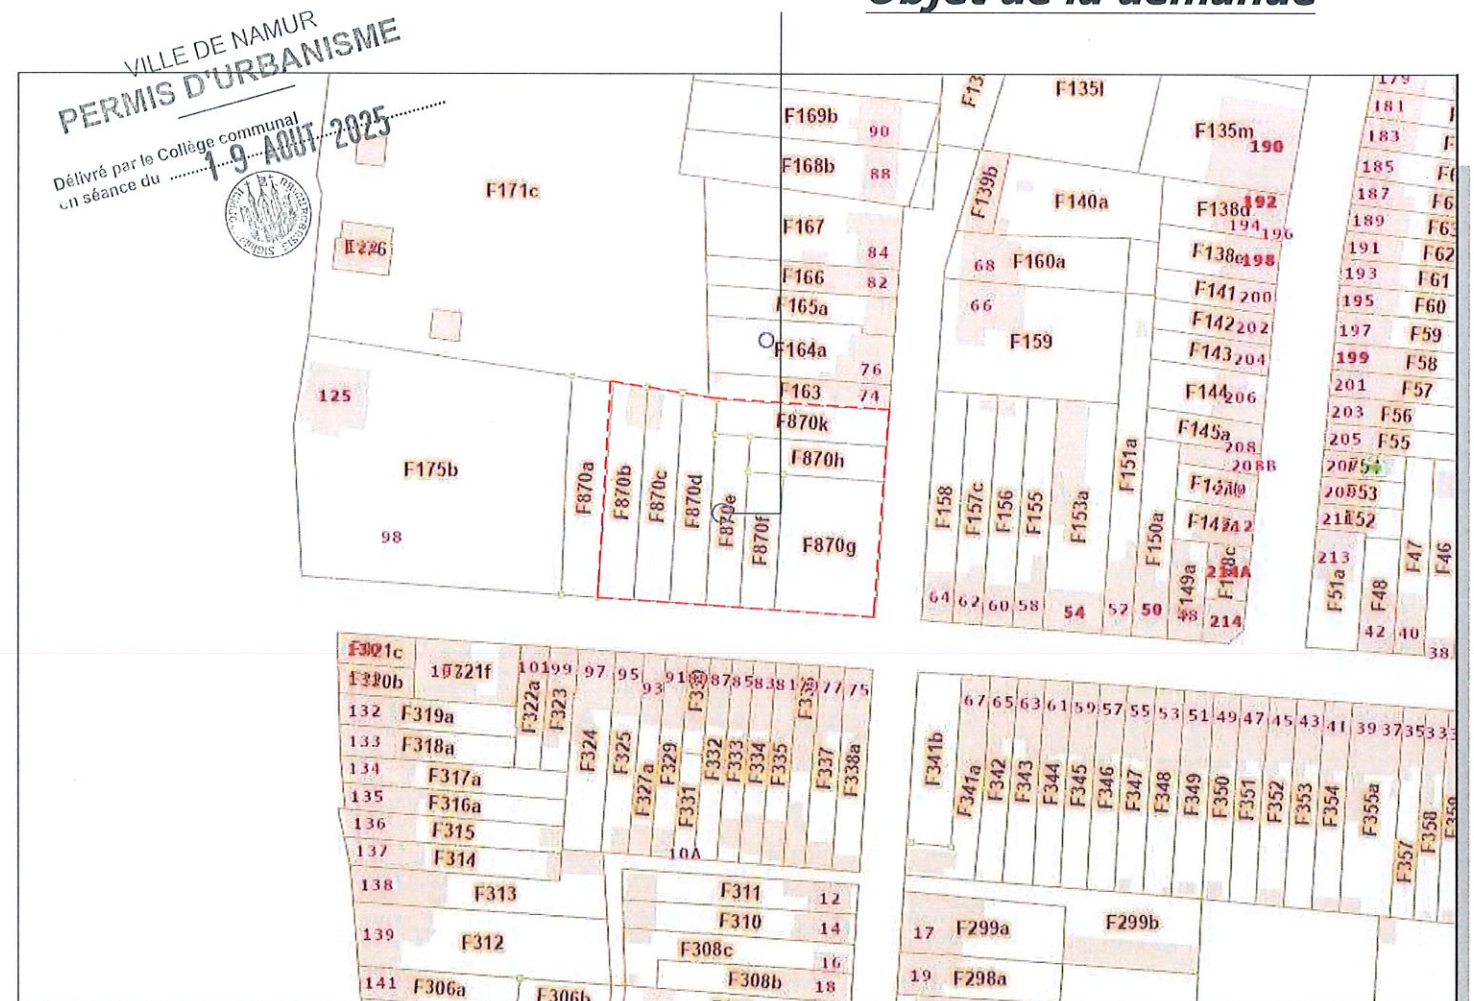 Objet de la demande
VILLE DE NAMUR
PERMIS D'URBANISME
Délivré par le Collège communal
en séance du
19 AOUT 2025
F169b 90
F168b 88
F171c
F167 84
F166 82
F165a
F164a 76
F163 74
125
F175b
98
F870a
F870b
F870c
F870d
F870e
F870f
F870g
F870h
F870k
F13
F135l
F135m 190
F139b
F140a
F138d 192
194 196
F138e 198
68 F160a
66
F159
F141 200
F142 202
F143 204
F144 206
F145a 208
208B
F151a
F150a
F158
F157c
F156
F155
F153a
64 62 60 58 54 52 50 48 214
F149a
214A
179
181
183
185
187
189
191
193
195
197
199
201
203 F56
205 F55
F62
F61
F60
F59
F58
F57
213
F51a
F48
F47
F46
42 40 38
F320b
F319a
F318a
F317a
F316a
F315
F314
F313
F312
F306a
F306b
132
133
134
135
136
137
138
139
141
F322a
F323
F324
F325
F327a
F329
F331
F332
F333
F334
F335
F337
F338a
101 99 97 95 93 91 87 85 83 81 77 75
10A
F311 12
F310 14
F308c 16
F308b 18
67 65 63 61 59 57 55 53 51 49 47 45 43 41 39 37 35 33
F341b
F341a
F342
F343
F344
F345
F346
F347
F348
F349
F350
F351
F352
F353
F354
F355a
F357
F358
F359
17 F299a
F299b
19 F298a